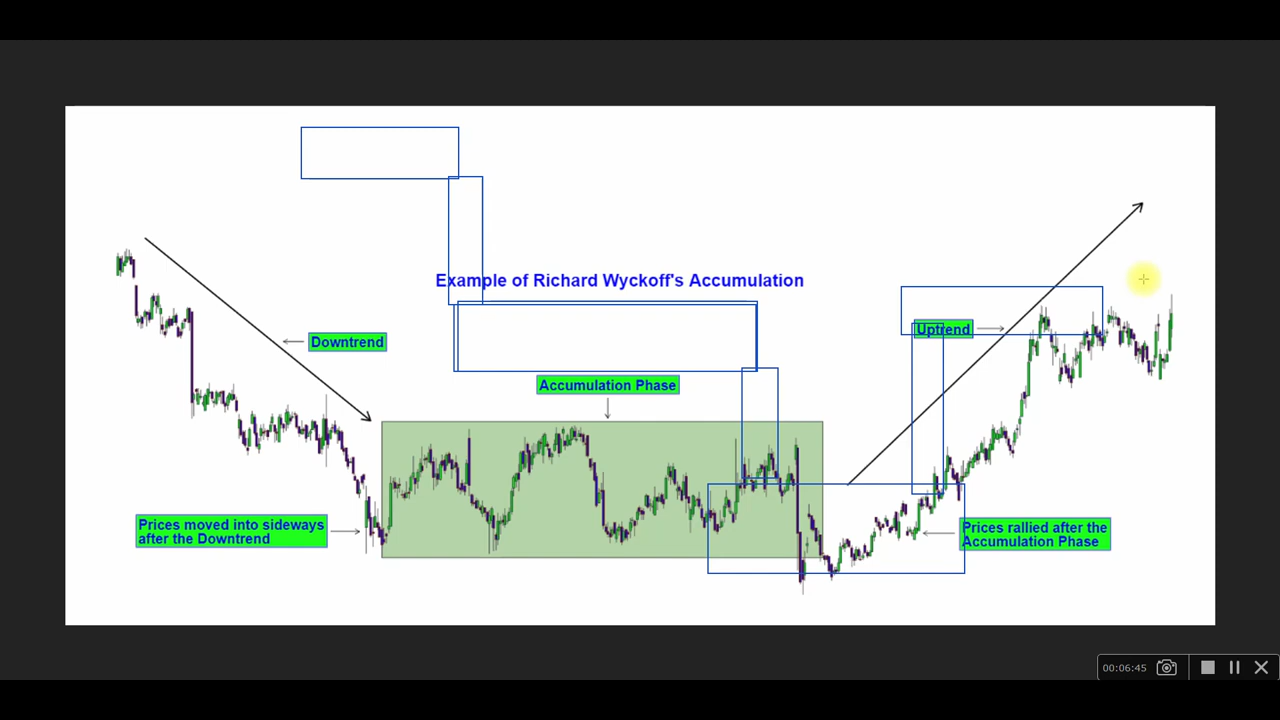 Example of Richard Wyckoff's Accumulation
Downtrend
Uptrend
Accumulation Phase
Prices moved into sideways
after the Downtrend
Prices rallied after the
Accumulation Phase
00:06:45